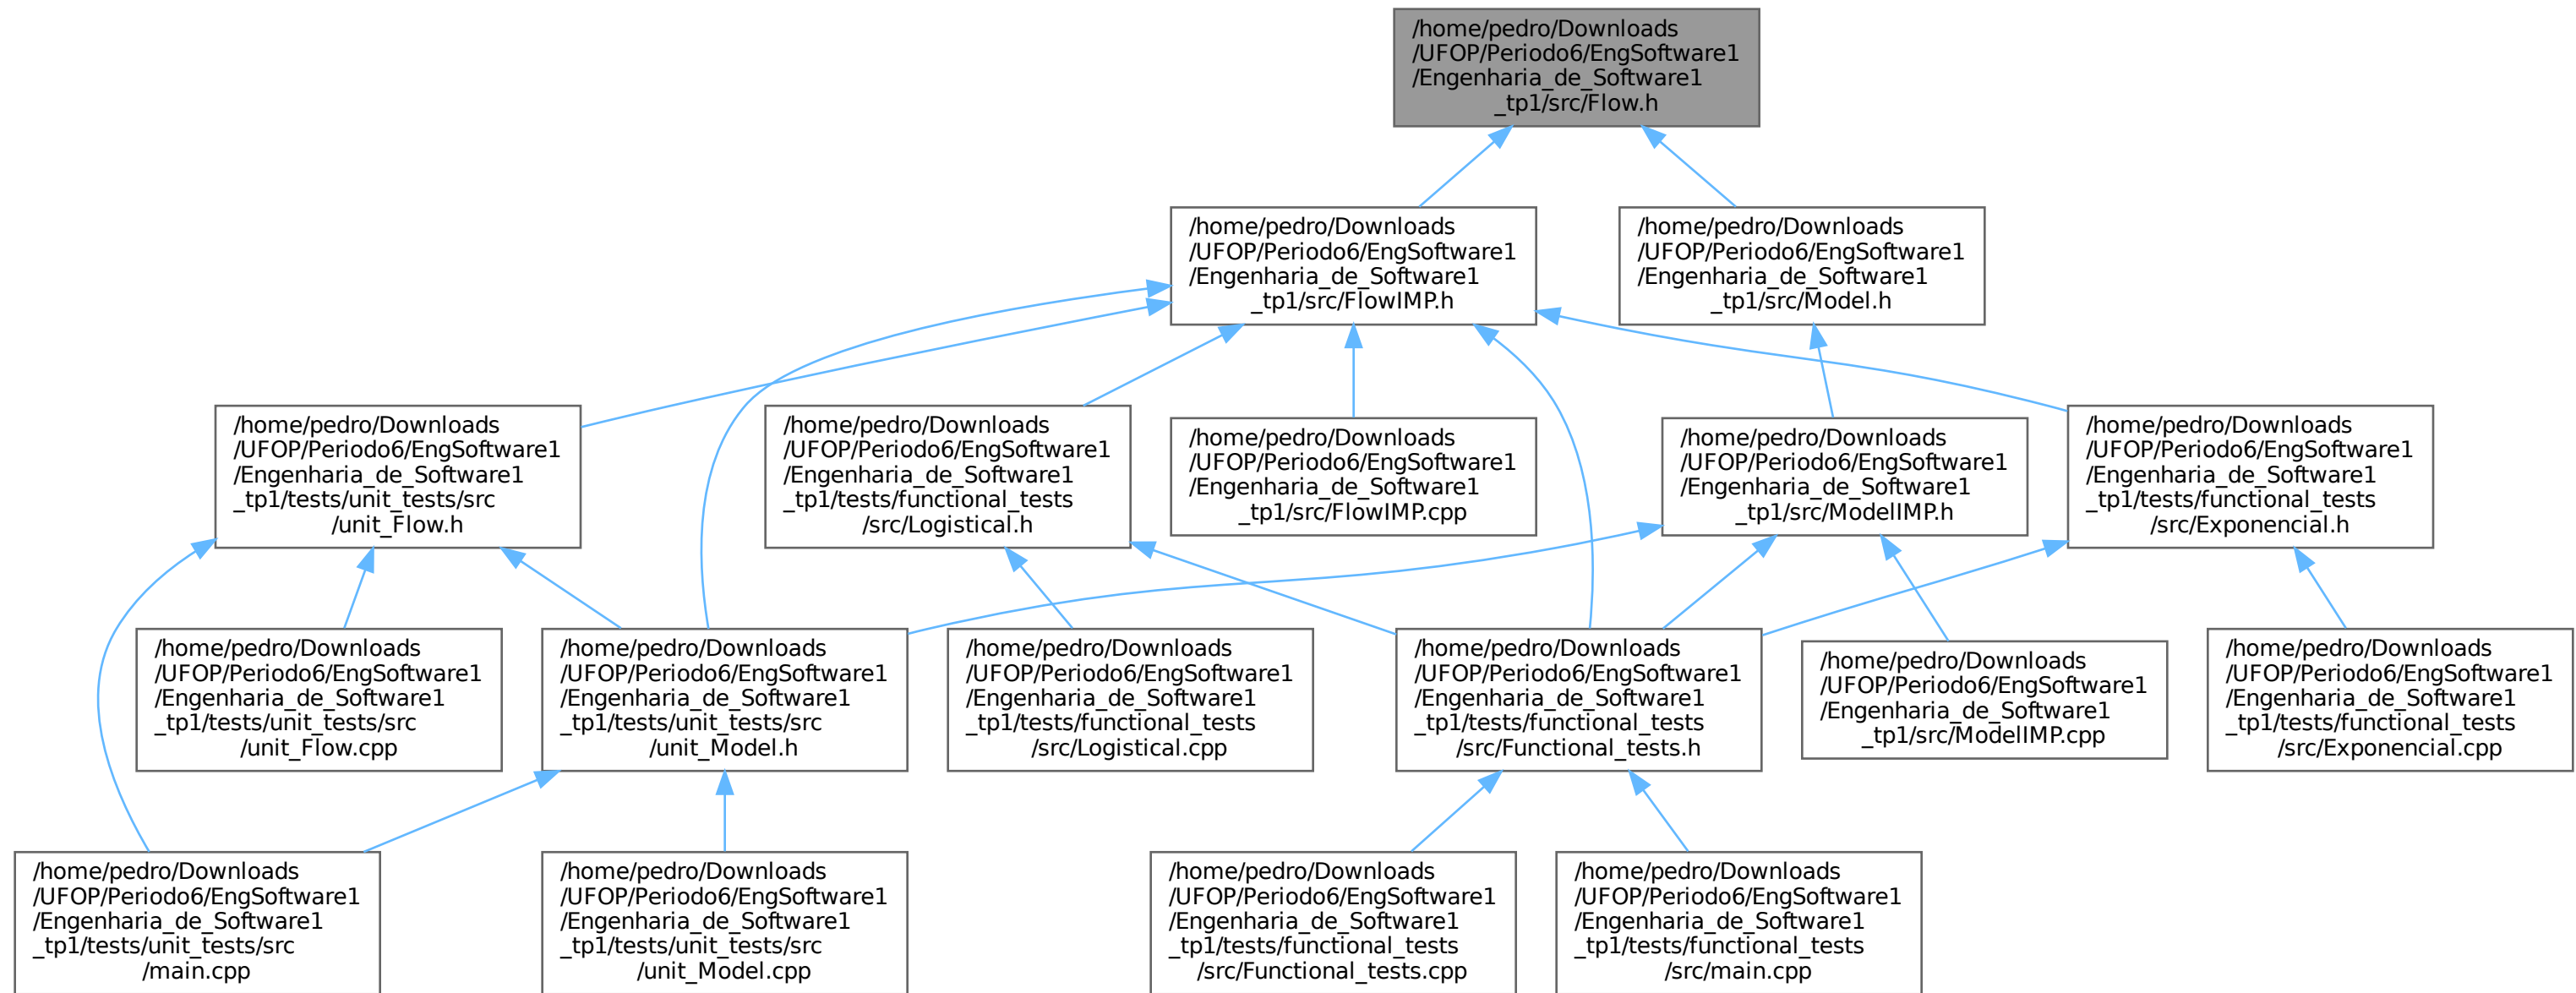 /home/pedro/Downloads
/UFOP/Periodo6/EngSoftware1
/Engenharia_de_Software1
_tp1/src/Flow.h
/home/pedro/Downloads
/UFOP/Periodo6/EngSoftware1
/Engenharia_de_Software1
_tp1/src/FlowIMP.h
/home/pedro/Downloads
/UFOP/Periodo6/EngSoftware1
/Engenharia_de_Software1
_tp1/src/Model.h
/home/pedro/Downloads
/UFOP/Periodo6/EngSoftware1
/Engenharia_de_Software1
_tp1/tests/unit_tests/src
/unit_Flow.h
/home/pedro/Downloads
/UFOP/Periodo6/EngSoftware1
/Engenharia_de_Software1
_tp1/tests/functional_tests
/src/Logistical.h
/home/pedro/Downloads
/UFOP/Periodo6/EngSoftware1
/Engenharia_de_Software1
_tp1/src/FlowIMP.cpp
/home/pedro/Downloads
/UFOP/Periodo6/EngSoftware1
/Engenharia_de_Software1
_tp1/src/ModelIMP.h
/home/pedro/Downloads
/UFOP/Periodo6/EngSoftware1
/Engenharia_de_Software1
_tp1/tests/functional_tests
/src/Exponencial.h
/home/pedro/Downloads
/UFOP/Periodo6/EngSoftware1
/Engenharia_de_Software1
_tp1/tests/unit_tests/src
/unit_Flow.cpp
/home/pedro/Downloads
/UFOP/Periodo6/EngSoftware1
/Engenharia_de_Software1
_tp1/tests/unit_tests/src
/unit_Model.h
/home/pedro/Downloads
/UFOP/Periodo6/EngSoftware1
/Engenharia_de_Software1
_tp1/tests/functional_tests
/src/Logistical.cpp
/home/pedro/Downloads
/UFOP/Periodo6/EngSoftware1
/Engenharia_de_Software1
_tp1/tests/functional_tests
/src/Functional_tests.h
/home/pedro/Downloads
/UFOP/Periodo6/EngSoftware1
/Engenharia_de_Software1
_tp1/src/ModelIMP.cpp
/home/pedro/Downloads
/UFOP/Periodo6/EngSoftware1
/Engenharia_de_Software1
_tp1/tests/functional_tests
/src/Exponencial.cpp
/home/pedro/Downloads
/UFOP/Periodo6/EngSoftware1
/Engenharia_de_Software1
_tp1/tests/unit_tests/src
/main.cpp
/home/pedro/Downloads
/UFOP/Periodo6/EngSoftware1
/Engenharia_de_Software1
_tp1/tests/unit_tests/src
/unit_Model.cpp
/home/pedro/Downloads
/UFOP/Periodo6/EngSoftware1
/Engenharia_de_Software1
_tp1/tests/functional_tests
/src/Functional_tests.cpp
/home/pedro/Downloads
/UFOP/Periodo6/EngSoftware1
/Engenharia_de_Software1
_tp1/tests/functional_tests
/src/main.cpp